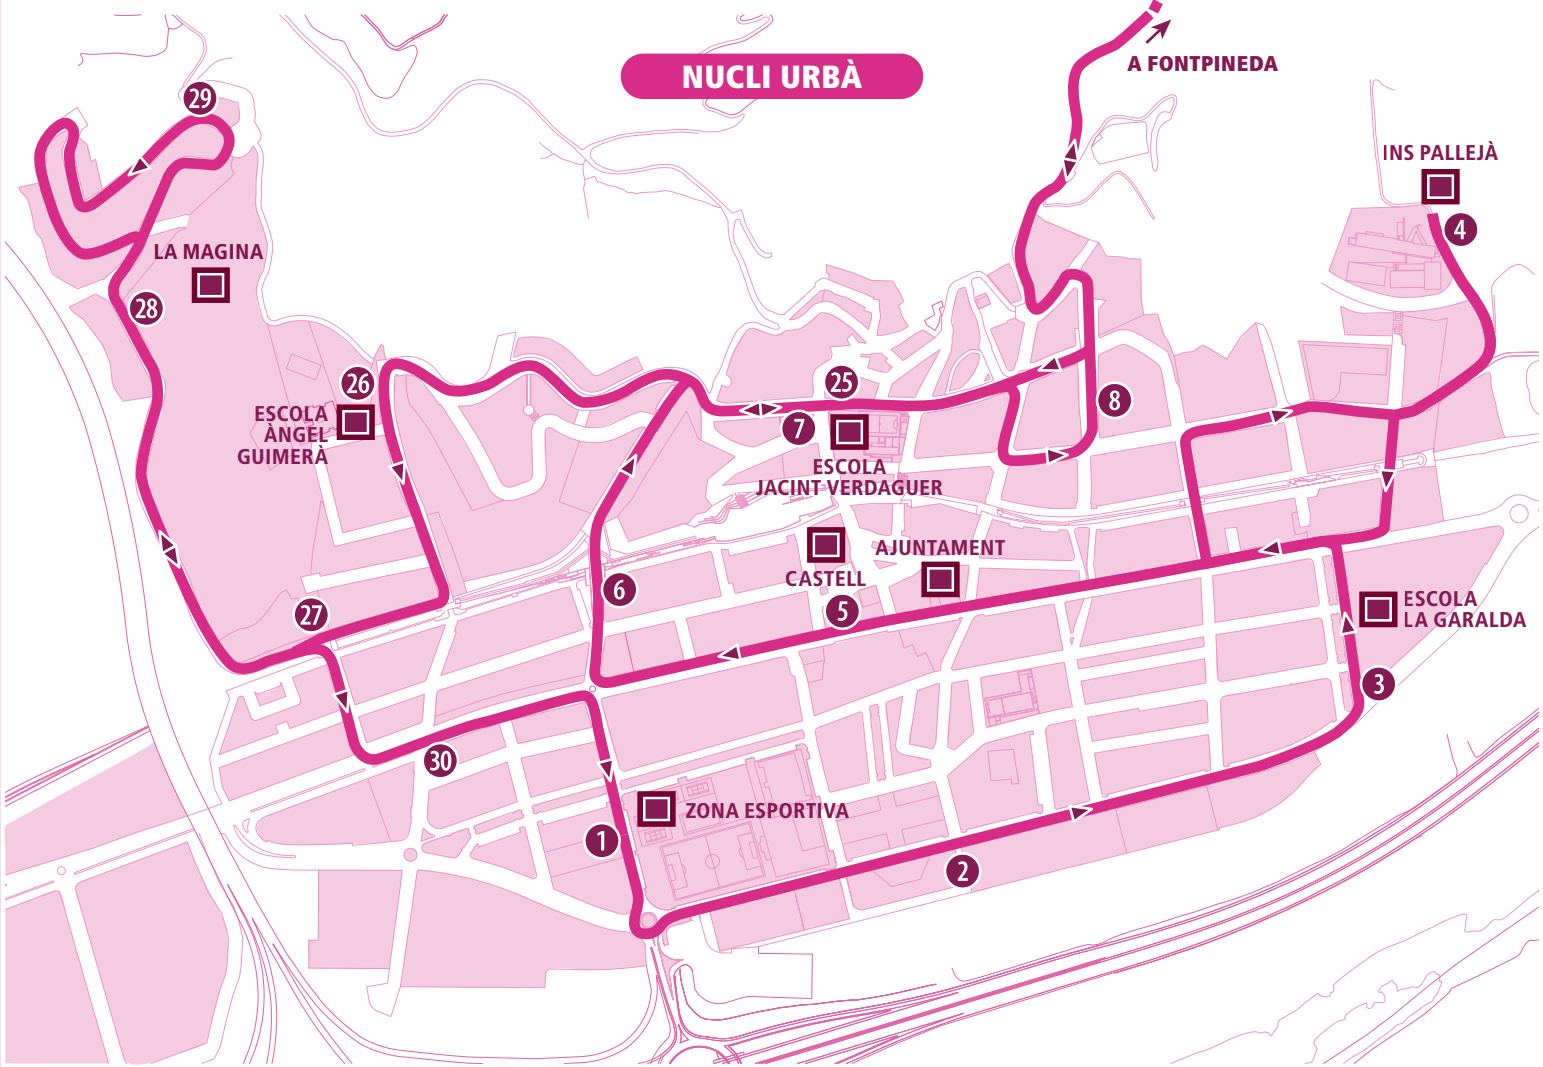 NUCLI URBÀ
A FONTPINEDA
29
INS PALLEJÀ
4
LA MAGINA
28
26
25
8
ESCOLA
ÀNGEL
GUIMERÀ
7
ESCOLA
JACINT VERDAGUER
AJUNTAMENT
CASTELL
6
5
27
ESCOLA
LA GARALDA
3
30
ZONA ESPORTIVA
1
2